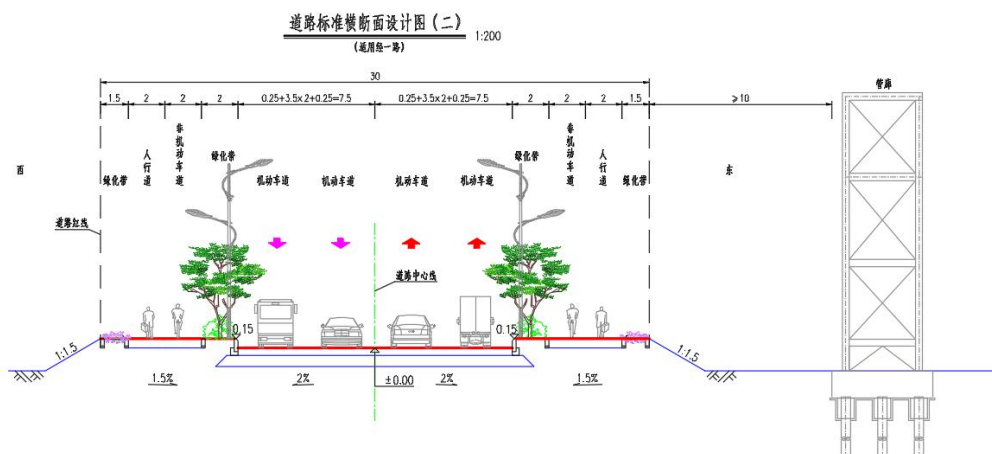 道路标准横断面设计图(二)
1:200
(适用经一路)
30
管廊
1.5
2
2
2
0.25+3.5x2+0.25=7.5
0.25+3.5x2+0.25=7.5
2
2
2
1.5
≥10
西
绿化带
人行道
非机动车道
绿化带
机动车道
机动车道
机动车道
机动车道
绿化带
非机动车道
人行道
绿化带
东
道路红线
道路中心线
0.15
0.15
1:1.5
1:1.5
1.5%
2%
±0.00
2%
1.5%